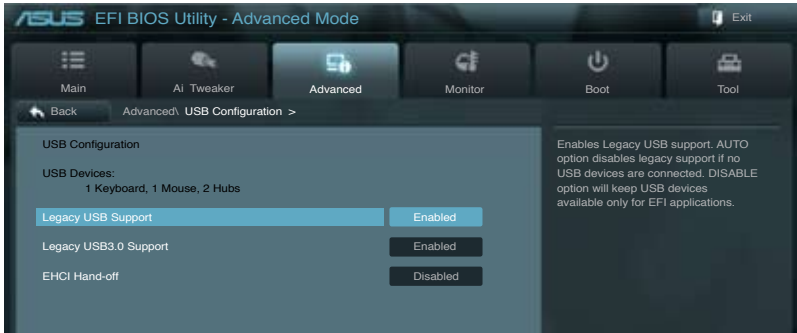 ASUS EFI BIOS Utility - Advanced Mode
Exit
Main
Ai Tweaker
Advanced
Monitor
Boot
Tool
Back
Advanced\ USB Configuration >
USB Configuration
USB Devices:
1 Keyboard, 1 Mouse, 2 Hubs
Legacy USB Support Enabled
Legacy USB3.0 Support Enabled
EHCI Hand-off Disabled
Enables Legacy USB support. AUTO
option disables legacy support if no
USB devices are connected. DISABLE
option will keep USB devices
available only for EFI applications.